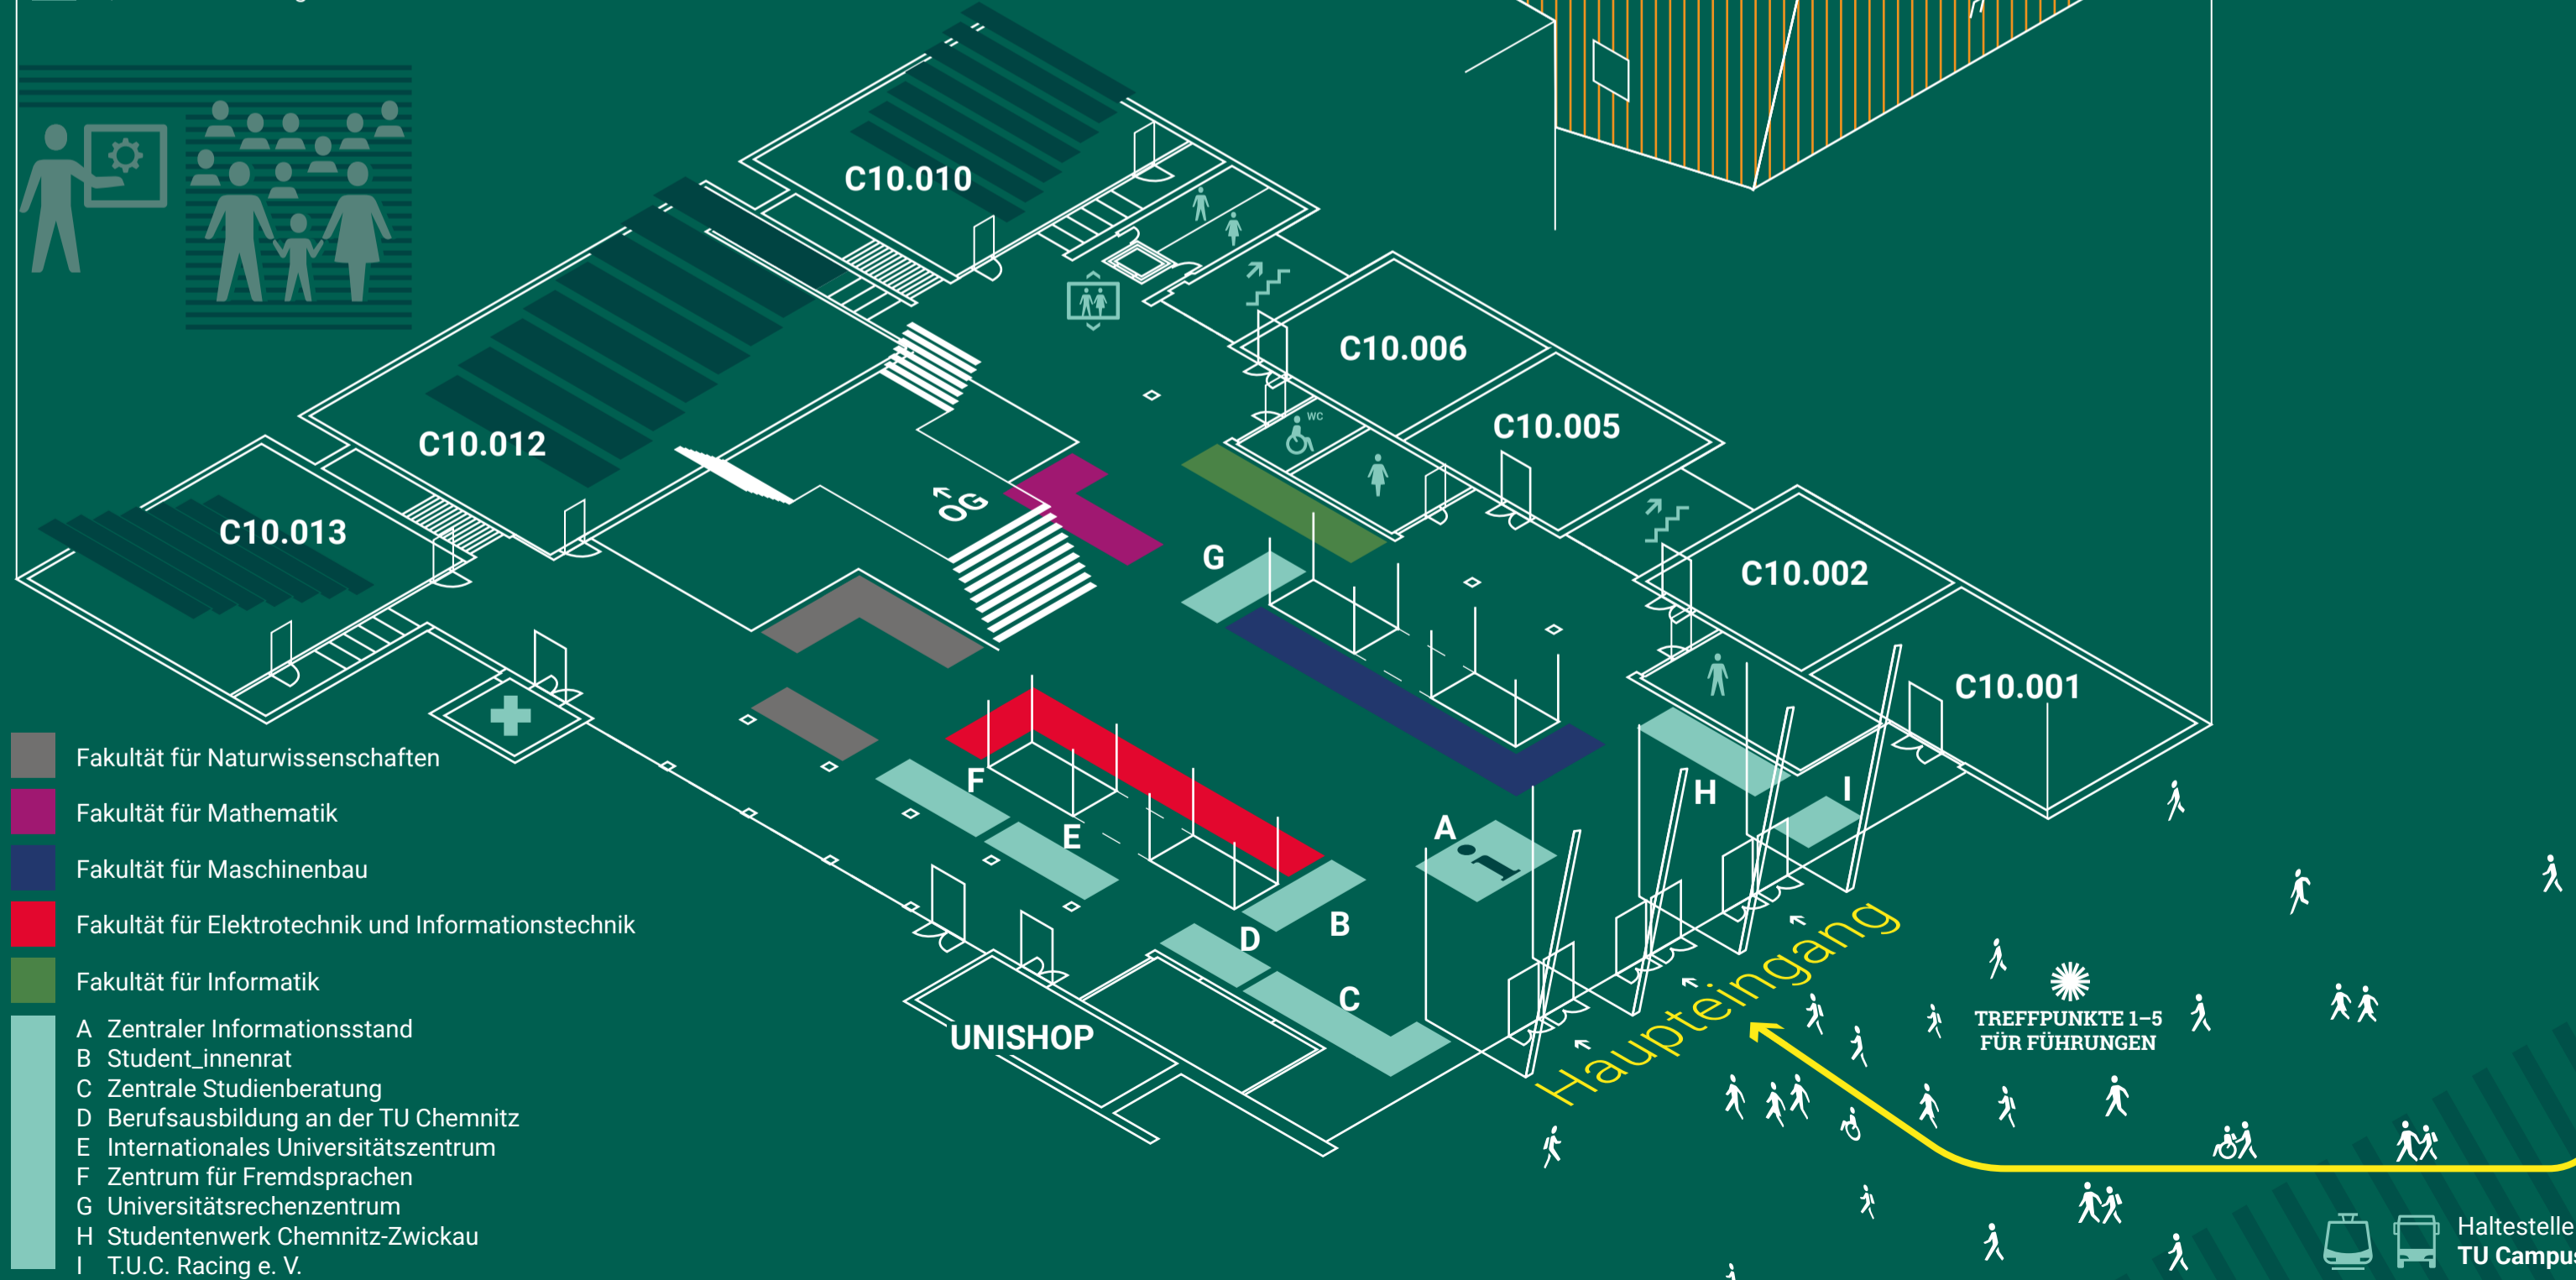 C10.010
C10.006
C10.005
WC
C10.012
C10.013
OG
C10.002
C10.001
G
F
E
H
I
A
B
D
C
UNISHOP
Haupteingang
TREFFPUNKTE 1–5
FÜR FÜHRUNGEN
Fakultät für Naturwissenschaften
Fakultät für Mathematik
Fakultät für Maschinenbau
Fakultät für Elektrotechnik und Informationstechnik
Fakultät für Informatik
A Zentraler Informationsstand
B Student_innenrat
C Zentrale Studienberatung
D Berufsausbildung an der TU Chemnitz
E Internationales Universitätszentrum
F Zentrum für Fremdsprachen
G Universitätsrechenzentrum
H Studentenwerk Chemnitz-Zwickau
I T.U.C. Racing e. V.
Haltestelle
TU Campus